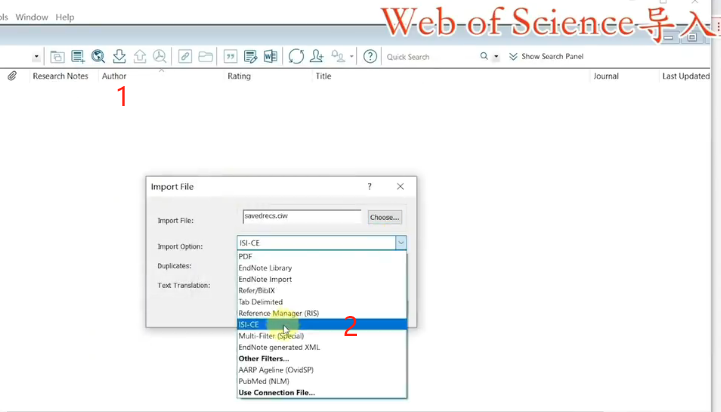 ols Window Help
Web of Science导入
Quick Search
Show Search Panel
Research Notes Author Rating Title Journal Last Updated
1
Import File ?
Import File: savedrecs.ciw Choose...
Import Option: ISI-CE
PDF
Duplicates:
EndNote Library
EndNote Import
Text Translation:
Refer/BibIX
Tab Delimited
Reference Manager (RIS)
ISI-CE
2
Multi-Filter (Special)
EndNote generated XML
Other Filters...
AARP Ageline (OvidSP)
PubMed (NLM)
Use Connection File...